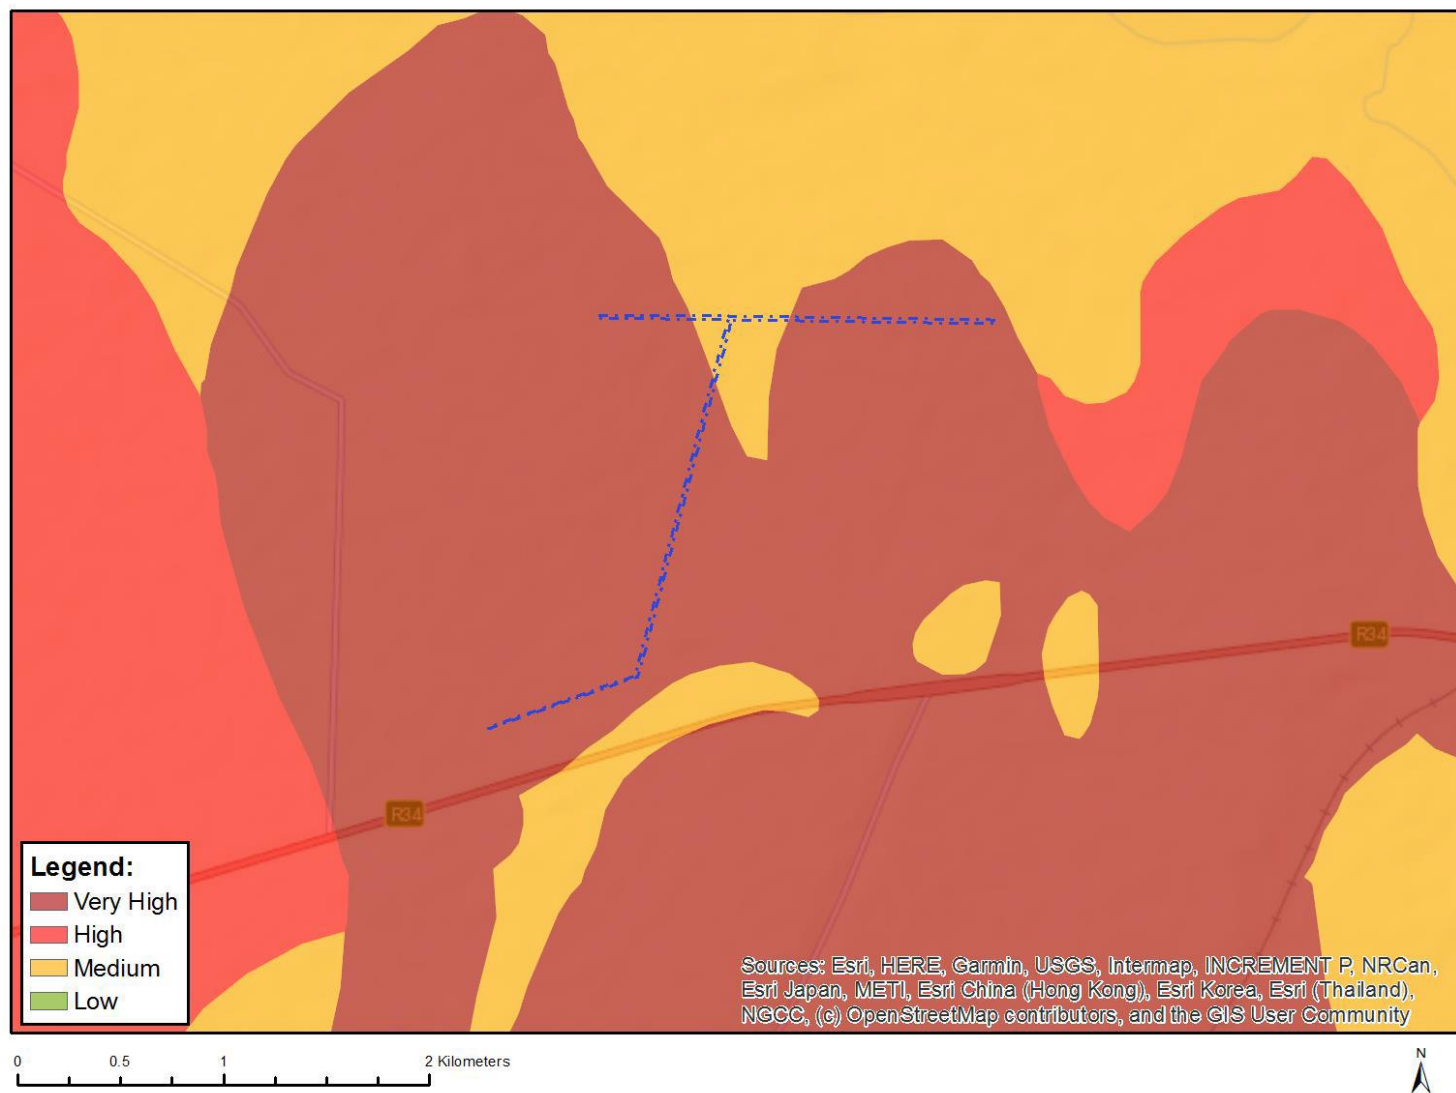 R34
R34
Legend:
Very High
High
Medium
Low
Sources: Esri, HERE, Garmin, USGS, Intermap, INCREMENT P, NRCan,
Esri Japan, METI, Esri China (Hong Kong), Esri Korea, Esri (Thailand),
NGCC, (c) OpenStreetMap contributors, and the GIS User Community
0 0.5 1 2 Kilometers
N